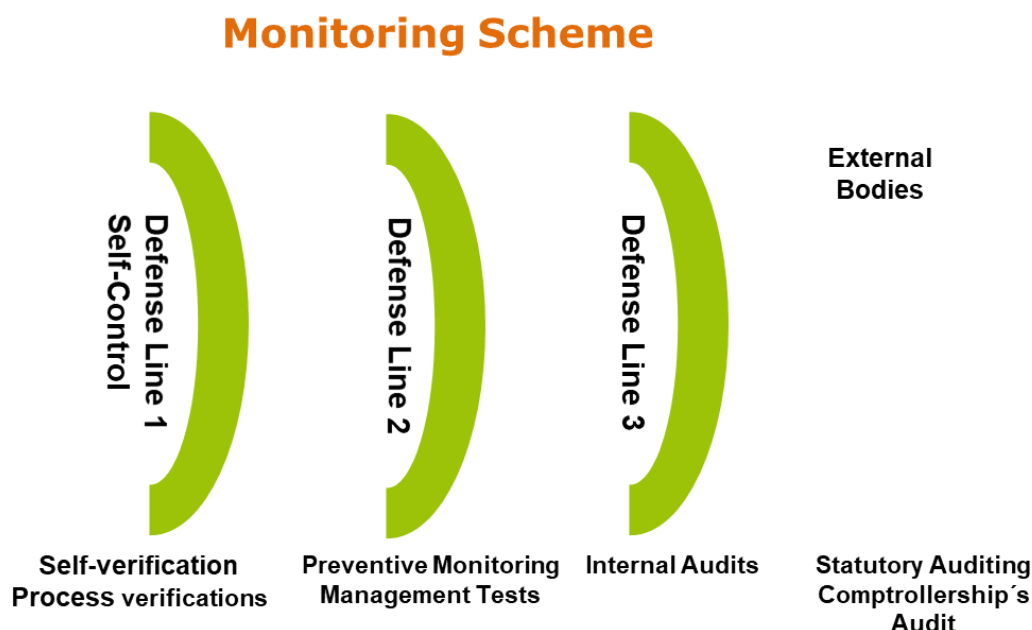 Monitoring Scheme
Defense Line 1
Self-Control
Defense Line 2
Defense Line 3
External
Bodies
Self-verification
Process verifications
Preventive Monitoring
Management Tests
Internal Audits
Statutory Auditing
Comptrollership´s
Audit